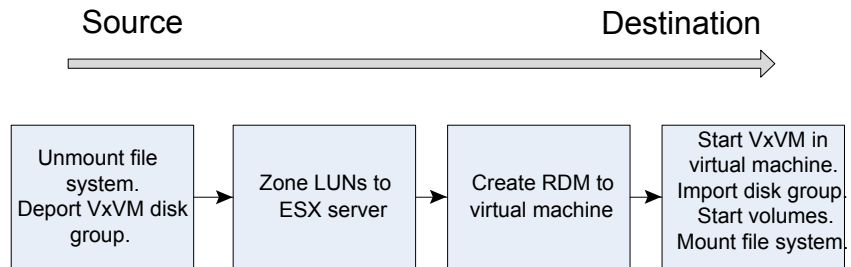 Source
Destination
Unmount file
system.
Deport VxVM disk
group.
Zone LUNs to
ESX server
Create RDM to
virtual machine
Start VxVM in
virtual machine.
Import disk group.
Start volumes.
Mount file system.